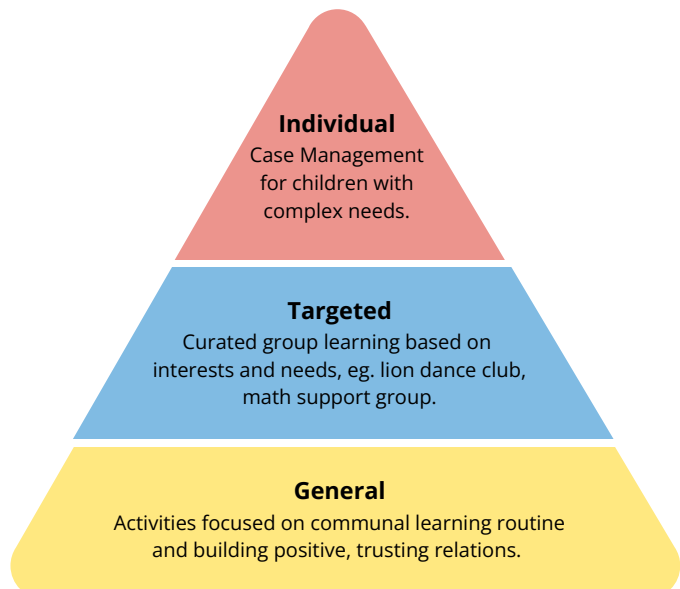 Individual
Case Management
for children with
complex needs.
Targeted
Curated group learning based on
interests and needs, eg. lion dance club,
math support group.
General
Activities focused on communal learning routine
and building positive, trusting relations.